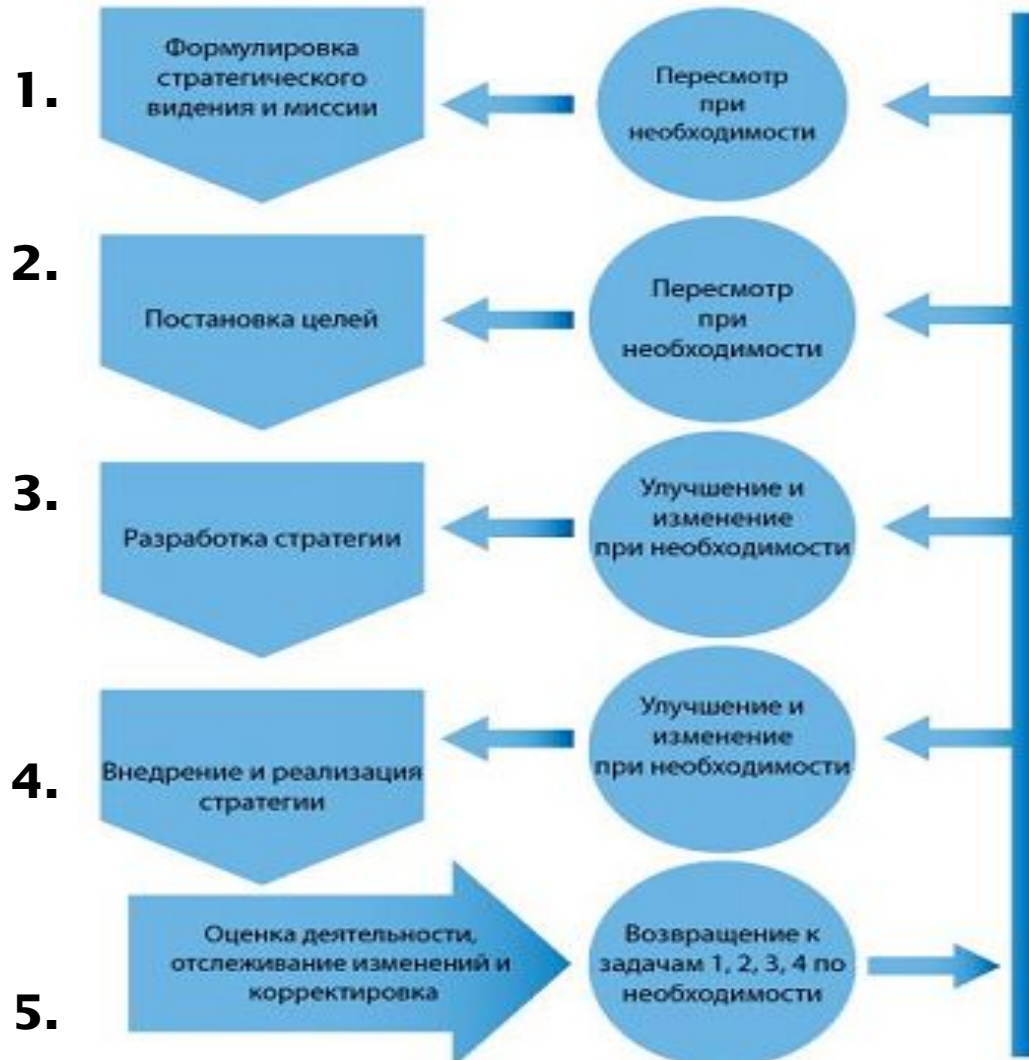 1.
Формулировка
стратегического
видения и миссии
Пересмотр
при
необходимости
2.
Постановка целей
Пересмотр
при
необходимости
3.
Разработка стратегии
Улучшение и
изменение
при необходимости
4.
Внедрение и реализация
стратегии
Улучшение и
изменение
при необходимости
5.
Оценка деятельности,
отслеживание изменений и
корректировка
Возвращение к
задачам 1, 2, 3, 4 по
необходимости